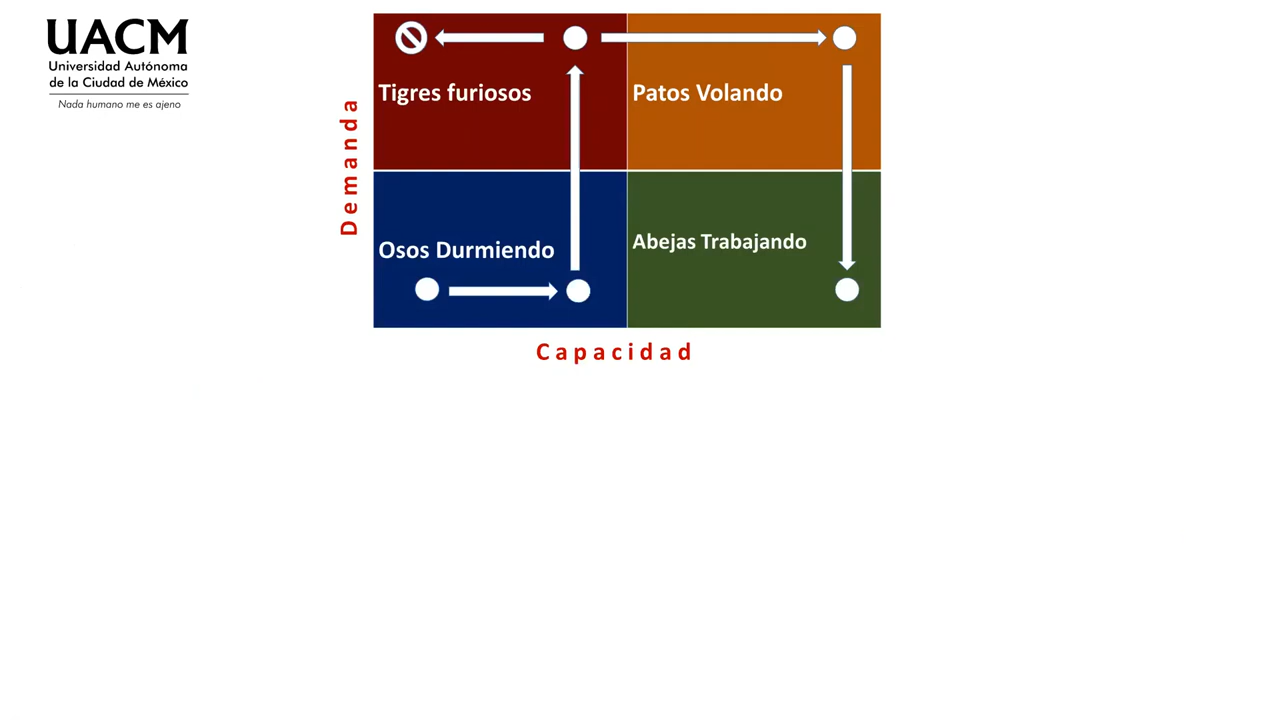 UACM
Universidad Autónoma
de la Ciudad de México
Nada humano me es ajeno
Demanda
Tigres furiosos
Patos Volando
Osos Durmiendo
Abejas Trabajando
Capacidad